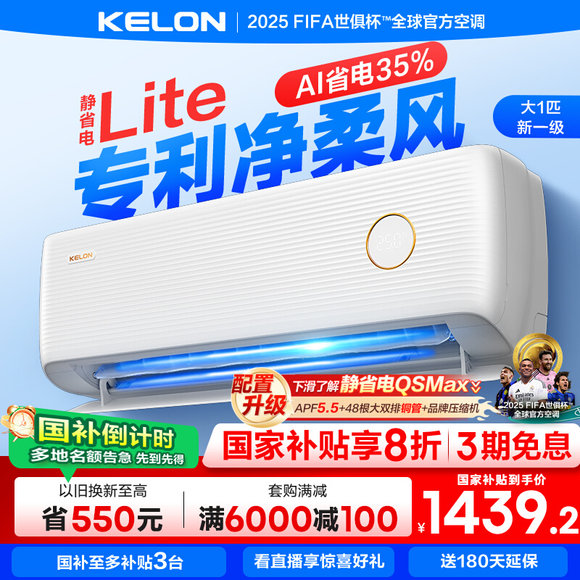 KELON | 2025 FIFA世俱杯™全球官方空调
AI省电35%
静省电 Lite
大1匹
新一级
专利净柔风
KELON
配置升级
下滑了解静省电QSMax
APF5.5+48根大双排铜管+品牌压缩机
2025 FIFA世俱杯™
全球官方空调
国补倒计时
多地名额告急 先到先得
国家补贴享8折 | 3期免息
以旧换新至高
省550元
套购满减
满6000减100
国家补贴到手价
¥1439.2
国补至多补贴3台
看直播享惊喜好礼
送180天延保